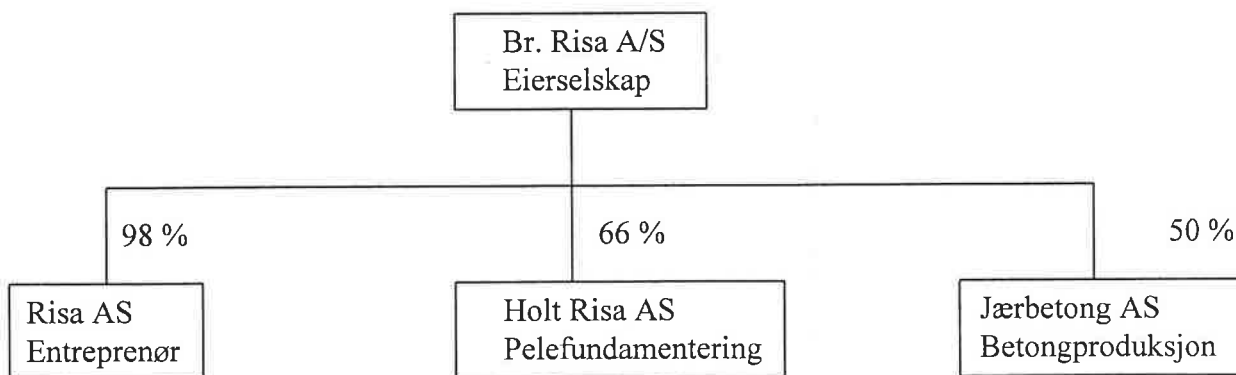 Br. Risa A/S
Eierselskap
98 %
66 %
50 %
Risa AS
Entreprenør
Holt Risa AS
Pelefundamentering
Jærbetong AS
Betongproduksjon